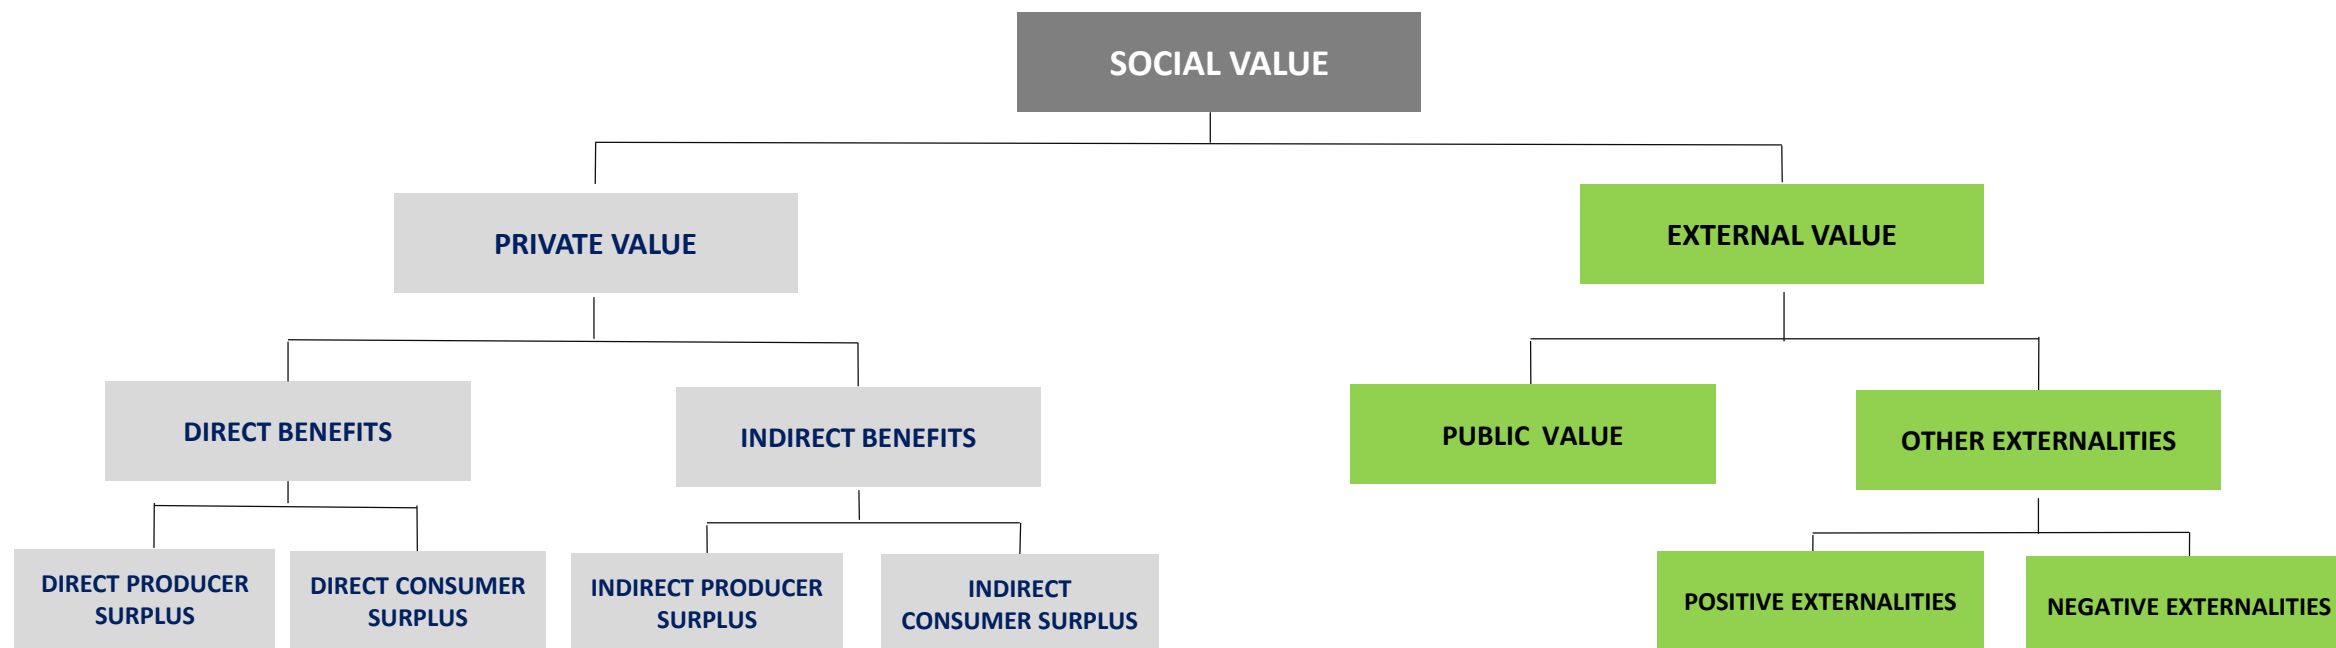 SOCIAL VALUE
PRIVATE VALUE
EXTERNAL VALUE
DIRECT BENEFITS
INDIRECT BENEFITS
PUBLIC VALUE
OTHER EXTERNALITIES
DIRECT PRODUCER
SURPLUS
DIRECT CONSUMER
SURPLUS
INDIRECT PRODUCER
SURPLUS
INDIRECT
CONSUMER SURPLUS
POSITIVE EXTERNALITIES
NEGATIVE EXTERNALITIES